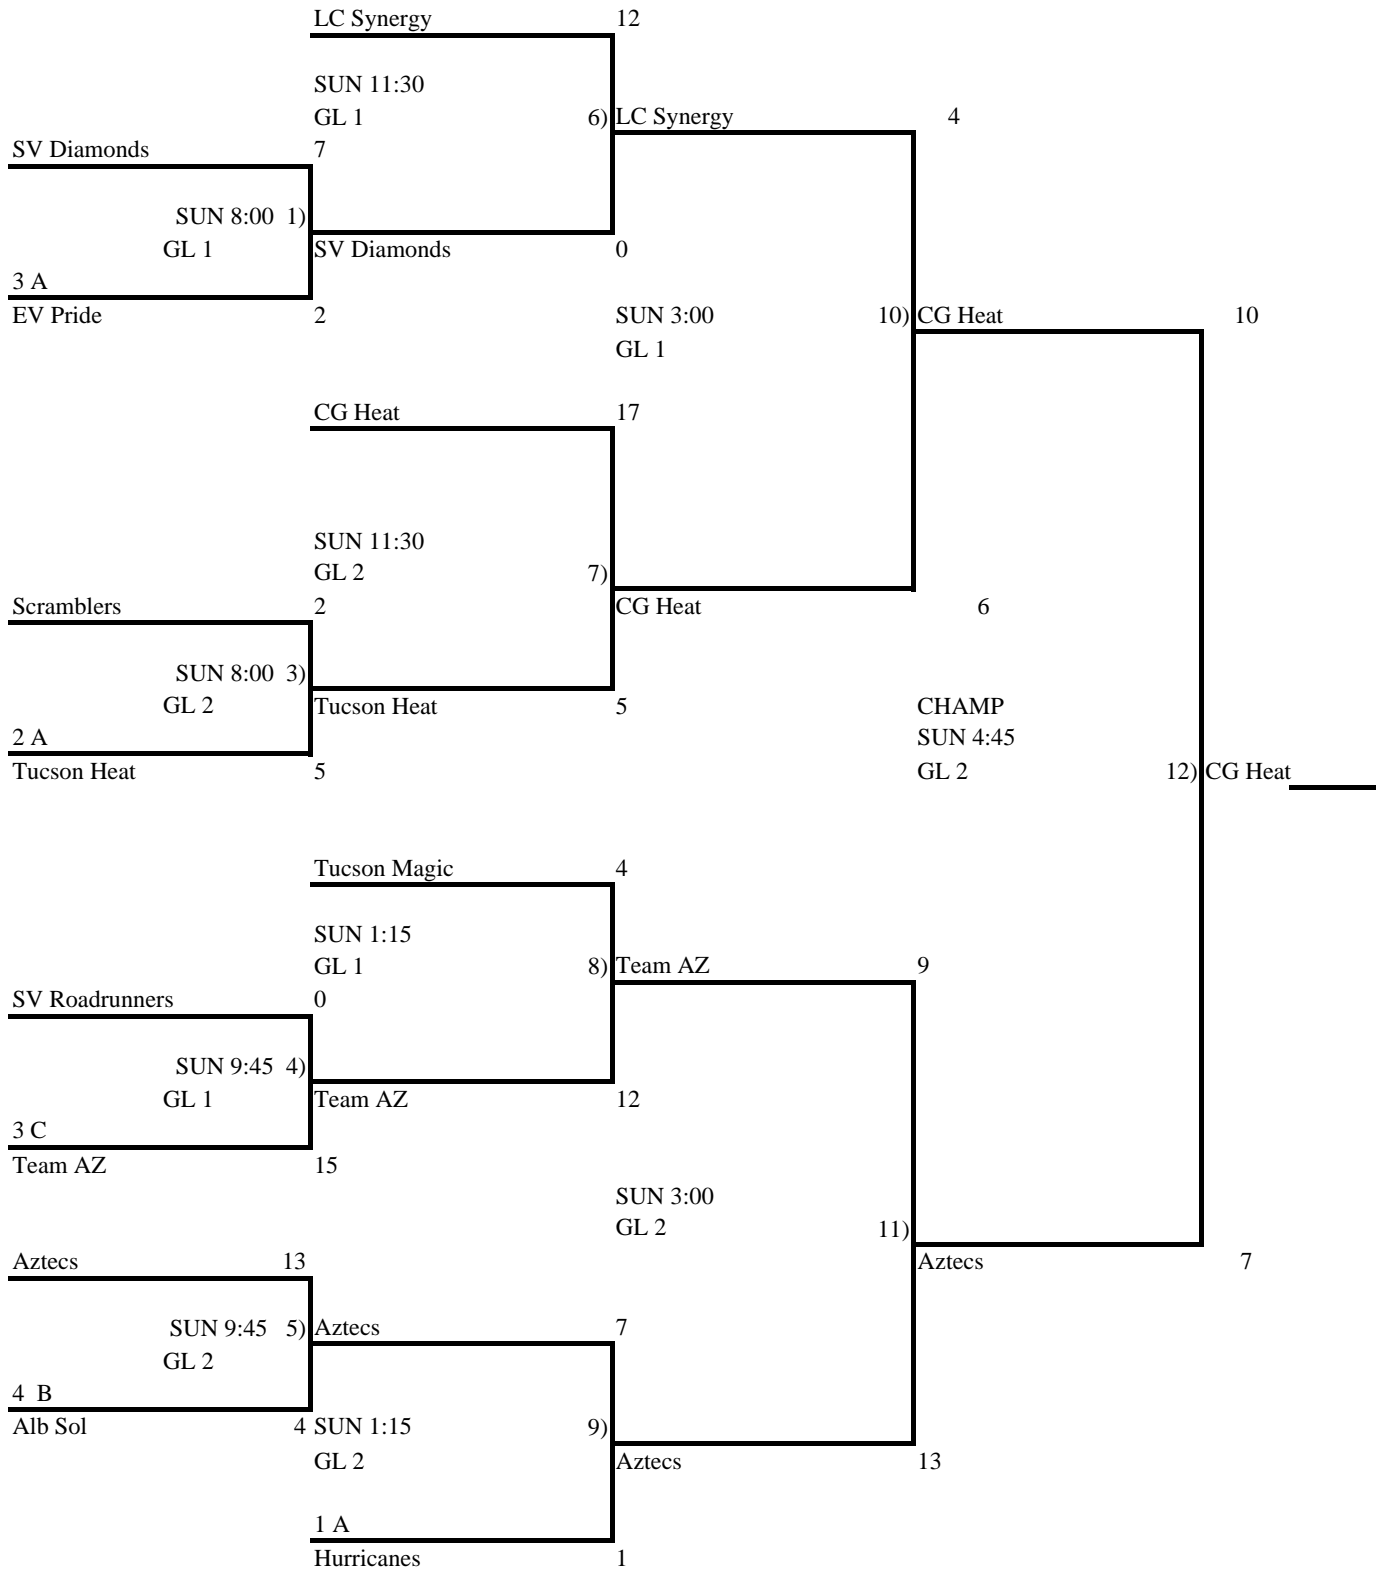 LC Synergy 12
SUN 11:30
GL 1 6) LC Synergy 4
SV Diamonds 7
SUN 8:00 1)
GL 1 SV Diamonds 0
3 A
EV Pride 2 SUN 3:00 10) CG Heat 10
GL 1
CG Heat 17
SUN 11:30
GL 2 7)
Scramblers 2 CG Heat 6
SUN 8:00 3)
GL 2 Tucson Heat 5 CHAMP
2 A SUN 4:45
Tucson Heat 5 GL 2 12) CG Heat
Tucson Magic 4
SUN 1:15
GL 1 8) Team AZ 9
SV Roadrunners 0
SUN 9:45 4)
GL 1 Team AZ 12
3 C
Team AZ 15
SUN 3:00
GL 2 11)
Aztecs 13 Aztecs 7
SUN 9:45 5) Aztecs 7
GL 2
4 B
Alb Sol 4 SUN 1:15 9)
GL 2 Aztecs 13
1 A
Hurricanes 1